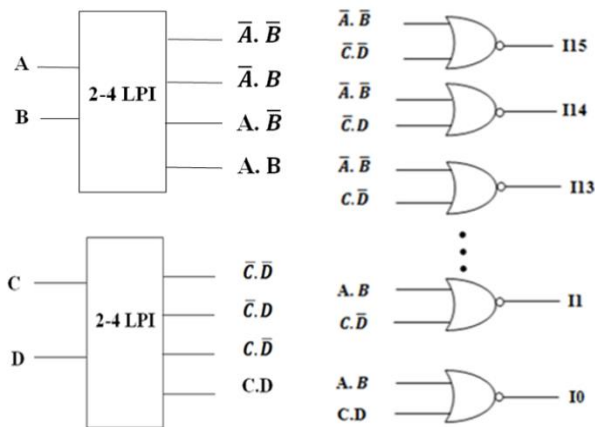 A
B
2-4 LPI
A̅. B̅
A̅. B
A. B̅
A. B
C
D
2-4 LPI
C̅.D̅
C̅.D
C.D̅
C.D
A̅. B̅
C̅.D̅
I15
A̅. B̅
C̅.D
I14
A̅. B̅
C.D̅
I13
A. B
C.D̅
I1
A. B
C.D
I0